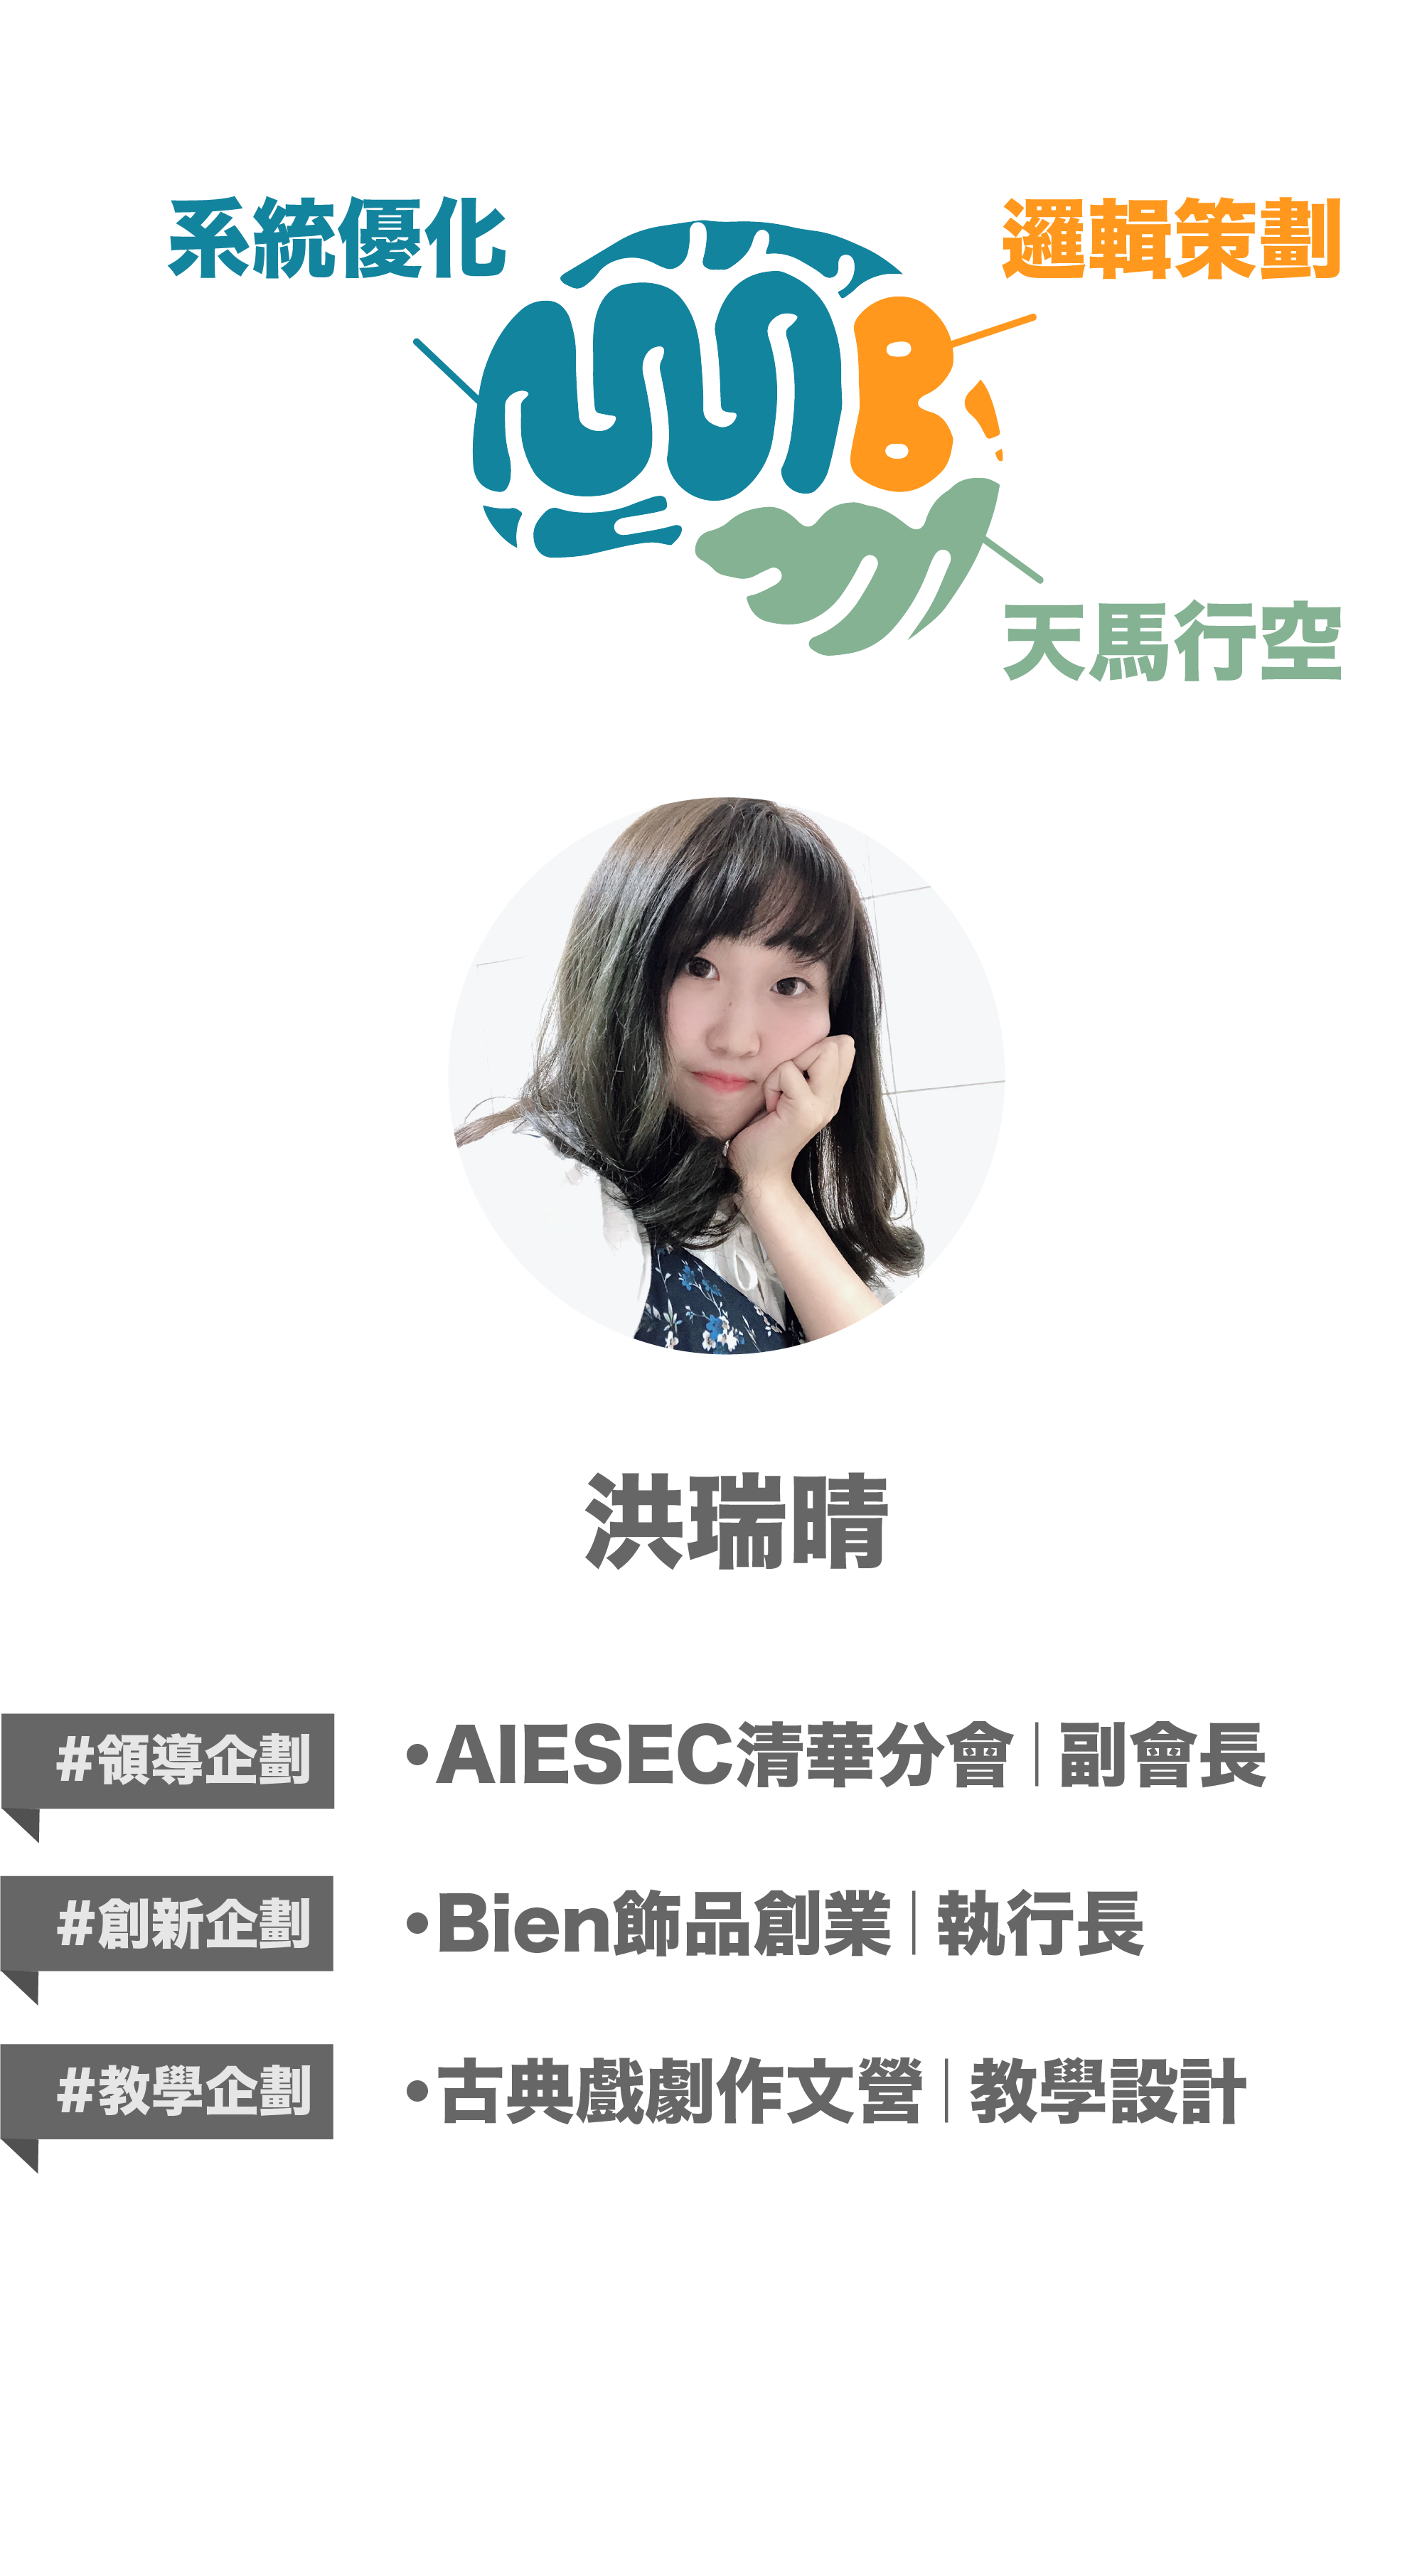 系統優化
邏輯策劃
天馬行空
洪瑞晴
#領導企劃
•AIESEC清華分會|副會長
#創新企劃
•Bien飾品創業|執行長
#教學企劃
•古典戲劇作文營|教學設計